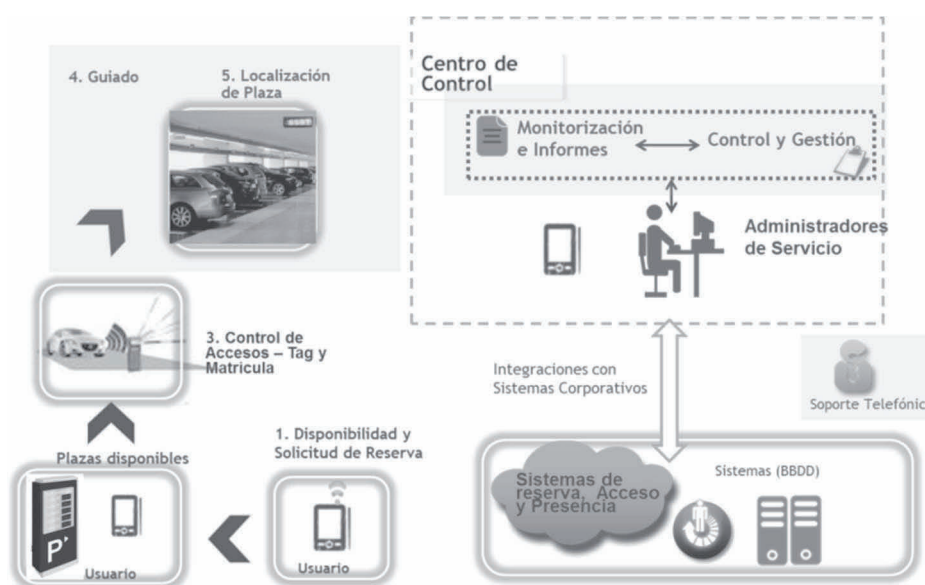 4. Guiado
5. Localización
de Plaza
Centro de
Control
Monitorización
e Informes
Control y Gestión
Administradores
de Servicio
3. Control de
Accesos – Tag y
Matricula
Integraciones con
Sistemas Corporativos
Soporte Telefónic
Plazas disponibles
1. Disponibilidad y
Solicitud de Reserva
Sistemas de
reserva, Acceso
y Presencia
Sistemas (BBDD)
P
Usuario
Usuario